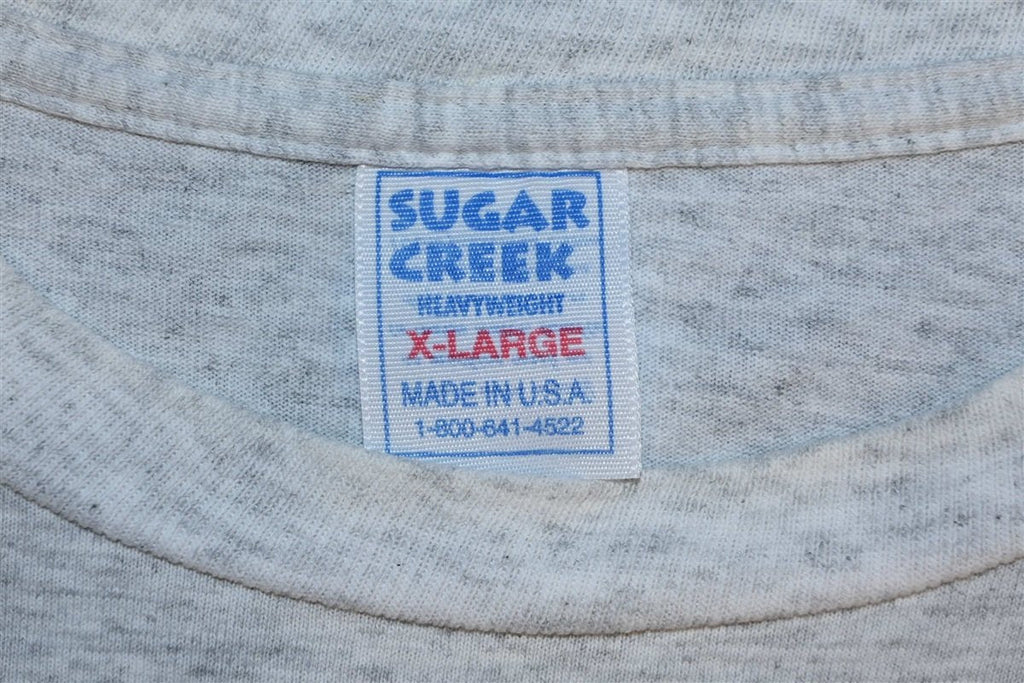 SUGAR
CREEK
HEAVYWEIGHT
X-LARGE
MADE IN U.S.A.
1-800-641-4522